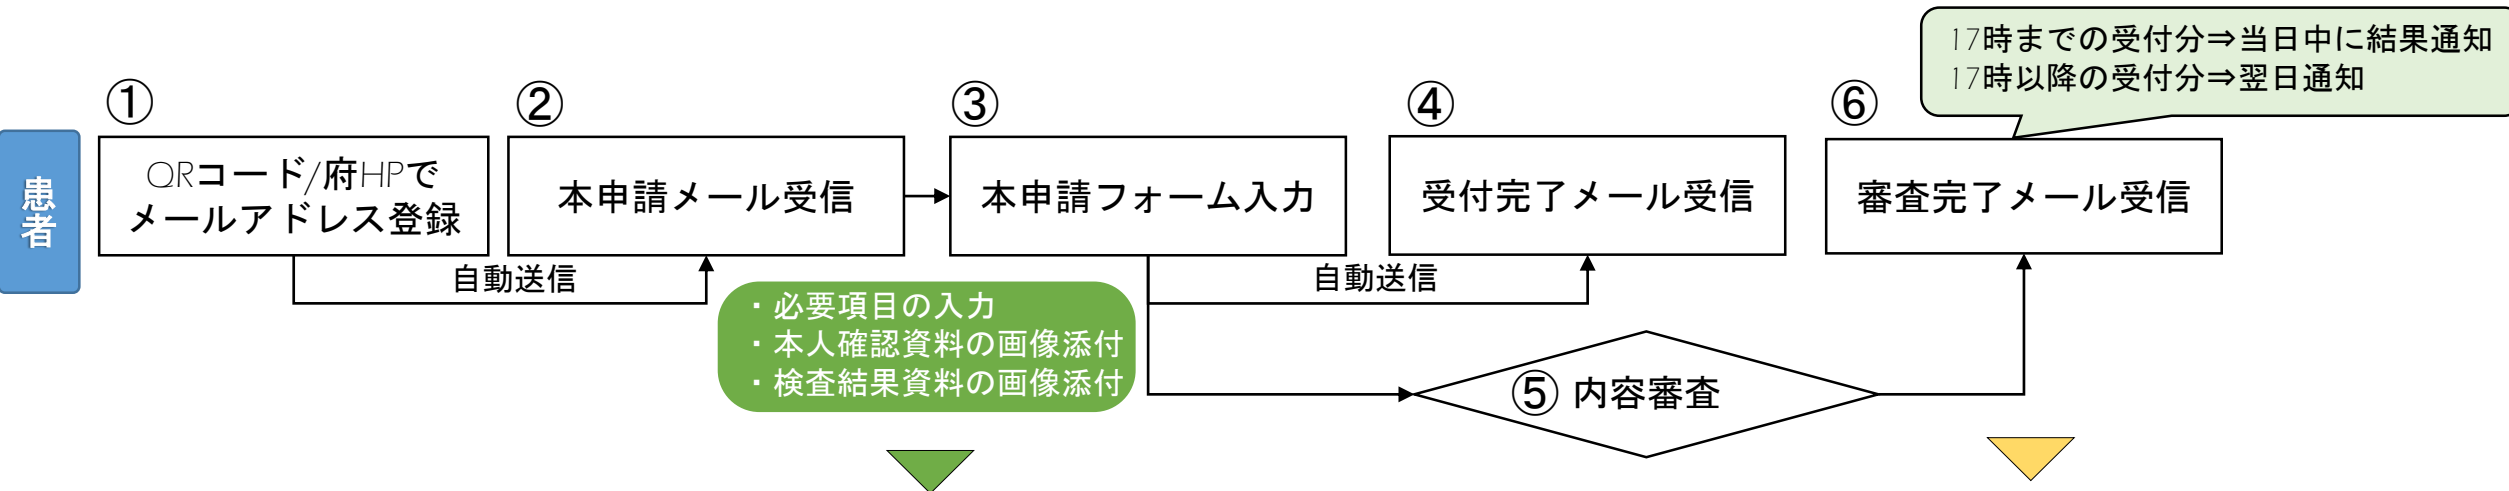 17時までの受付分⇒当日中に結果通知
17時以降の受付分⇒翌日通知
患者
①
QRコード/府HPで
メールアドレス登録
②
本申請メール受信
③
本申請フォーム入力
④
受付完了メール受信
⑥
審査完了メール受信
自動送信
自動送信
・必要項目の入力
・本人確認資料の画像添付
・検査結果資料の画像添付
⑤ 内容審査